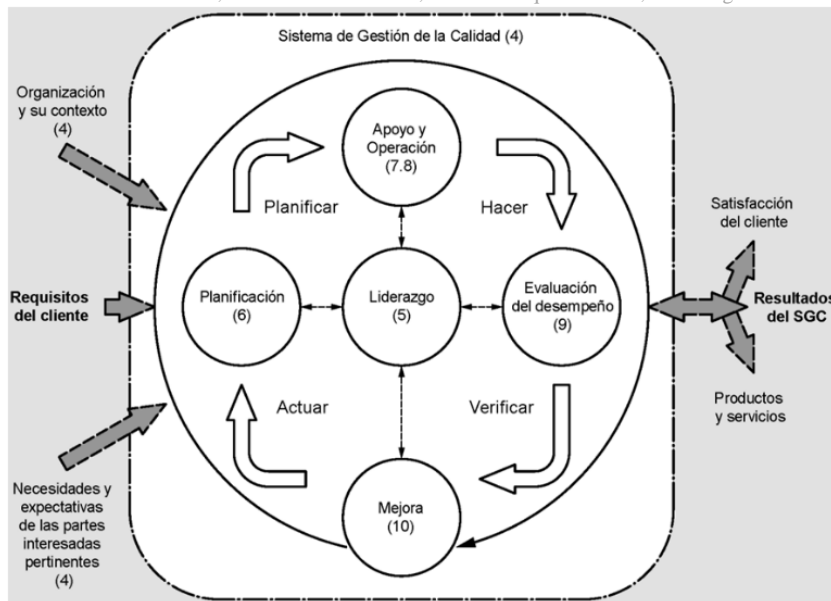 Sistema de Gestión de la Calidad (4)
Organización
y su contexto
(4)
Apoyo y
Operación
(7.8)
Planificar
Hacer
Satisfacción
del cliente
Requisitos
del cliente
Planificación
(6)
Liderazgo
(5)
Evaluación
del desempeño
(9)
Resultados
del SGC
Actuar
Verificar
Productos
y servicios
Necesidades y
expectativas
de las partes
interesadas
pertinentes
(4)
Mejora
(10)